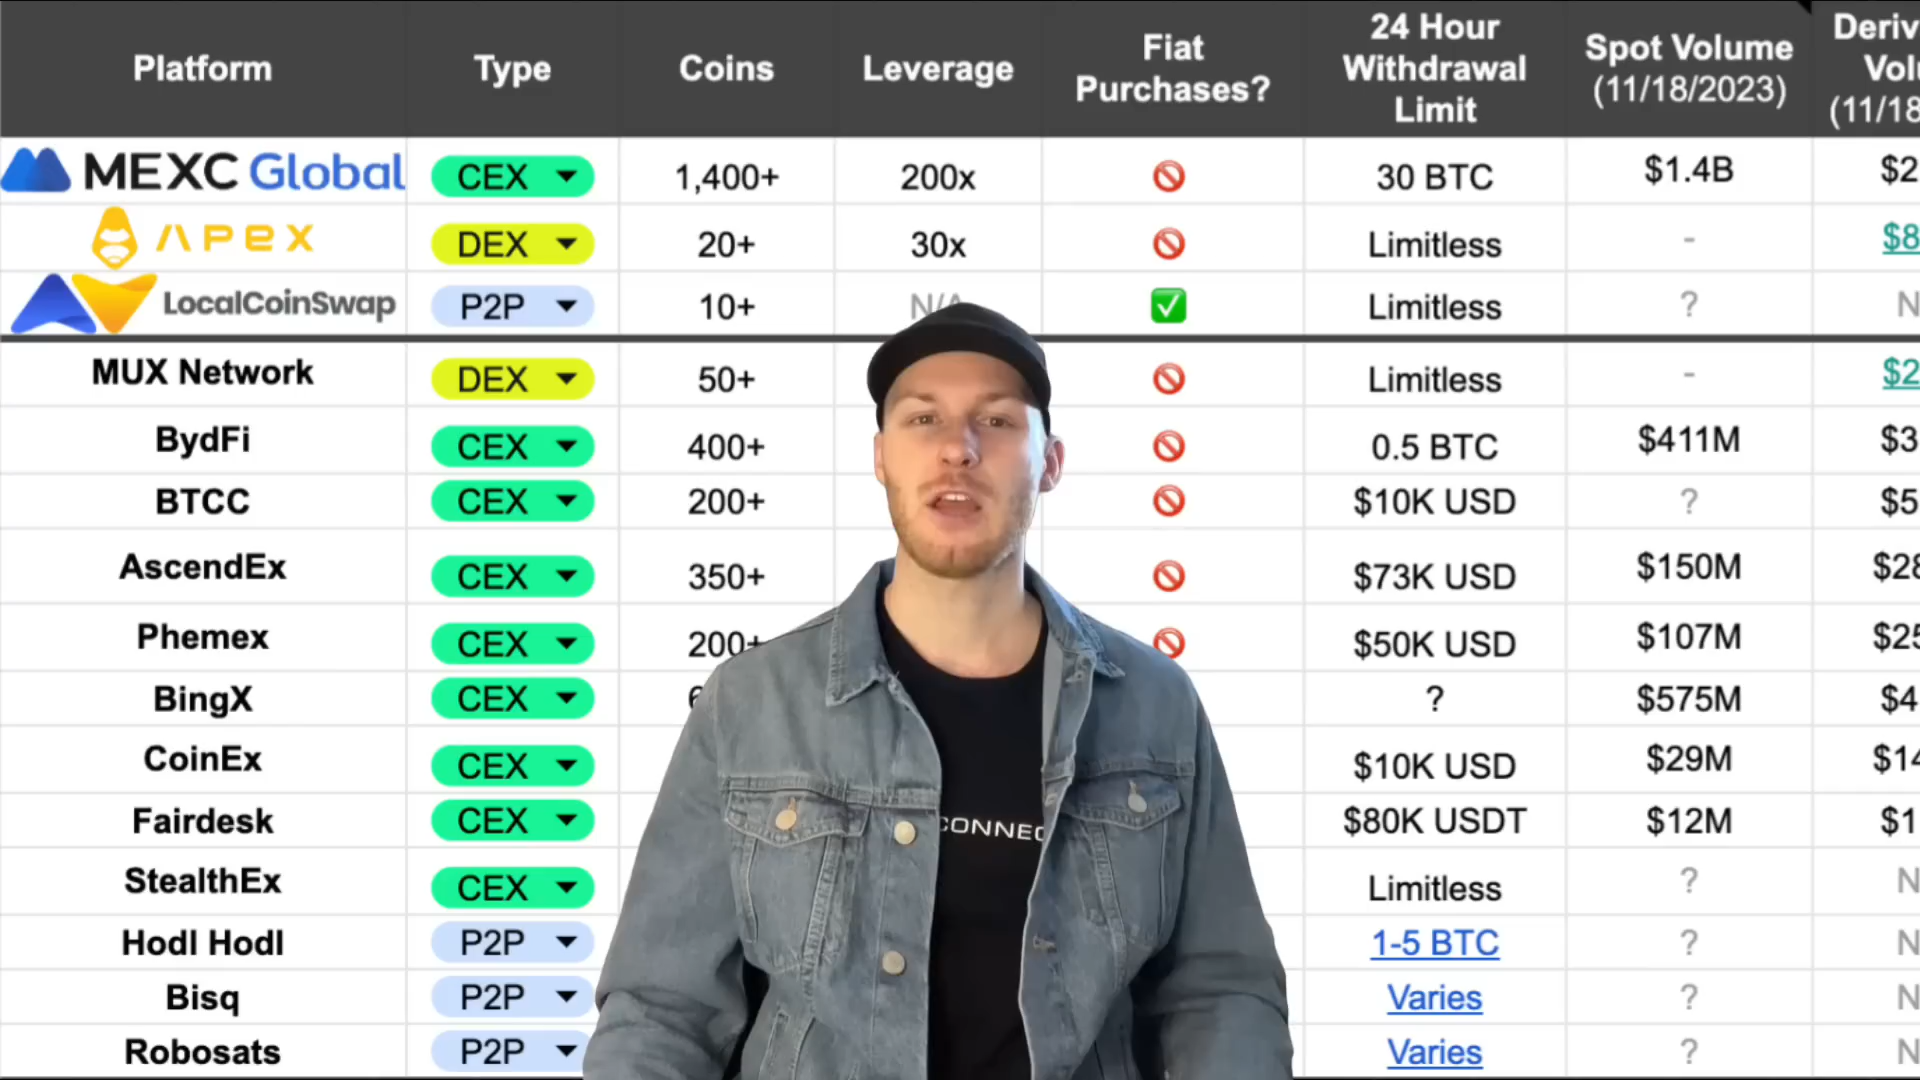 Platform Type Coins Leverage Fiat Purchases? 24 Hour Withdrawal Limit Spot Volume (11/18/2023)
MEXC Global CEX 1,400+ 200x 30 BTC $1.4B
APEX DEX 20+ 30x Limitless -
LocalCoinSwap P2P 10+ N/A Limitless ?
MUX Network DEX 50+ Limitless -
BydFi CEX 400+ 0.5 BTC $411M
BTCC CEX 200+ $10K USD ?
AscendEx CEX 350+ $73K USD $150M
Phemex CEX 200+ $50K USD $107M
BingX CEX ? $575M
CoinEx CEX $10K USD $29M
Fairdesk CEX $80K USDT $12M
StealthEx CEX Limitless ?
Hodl Hodl P2P 1-5 BTC ?
Bisq P2P Varies ?
Robosats P2P Varies ?